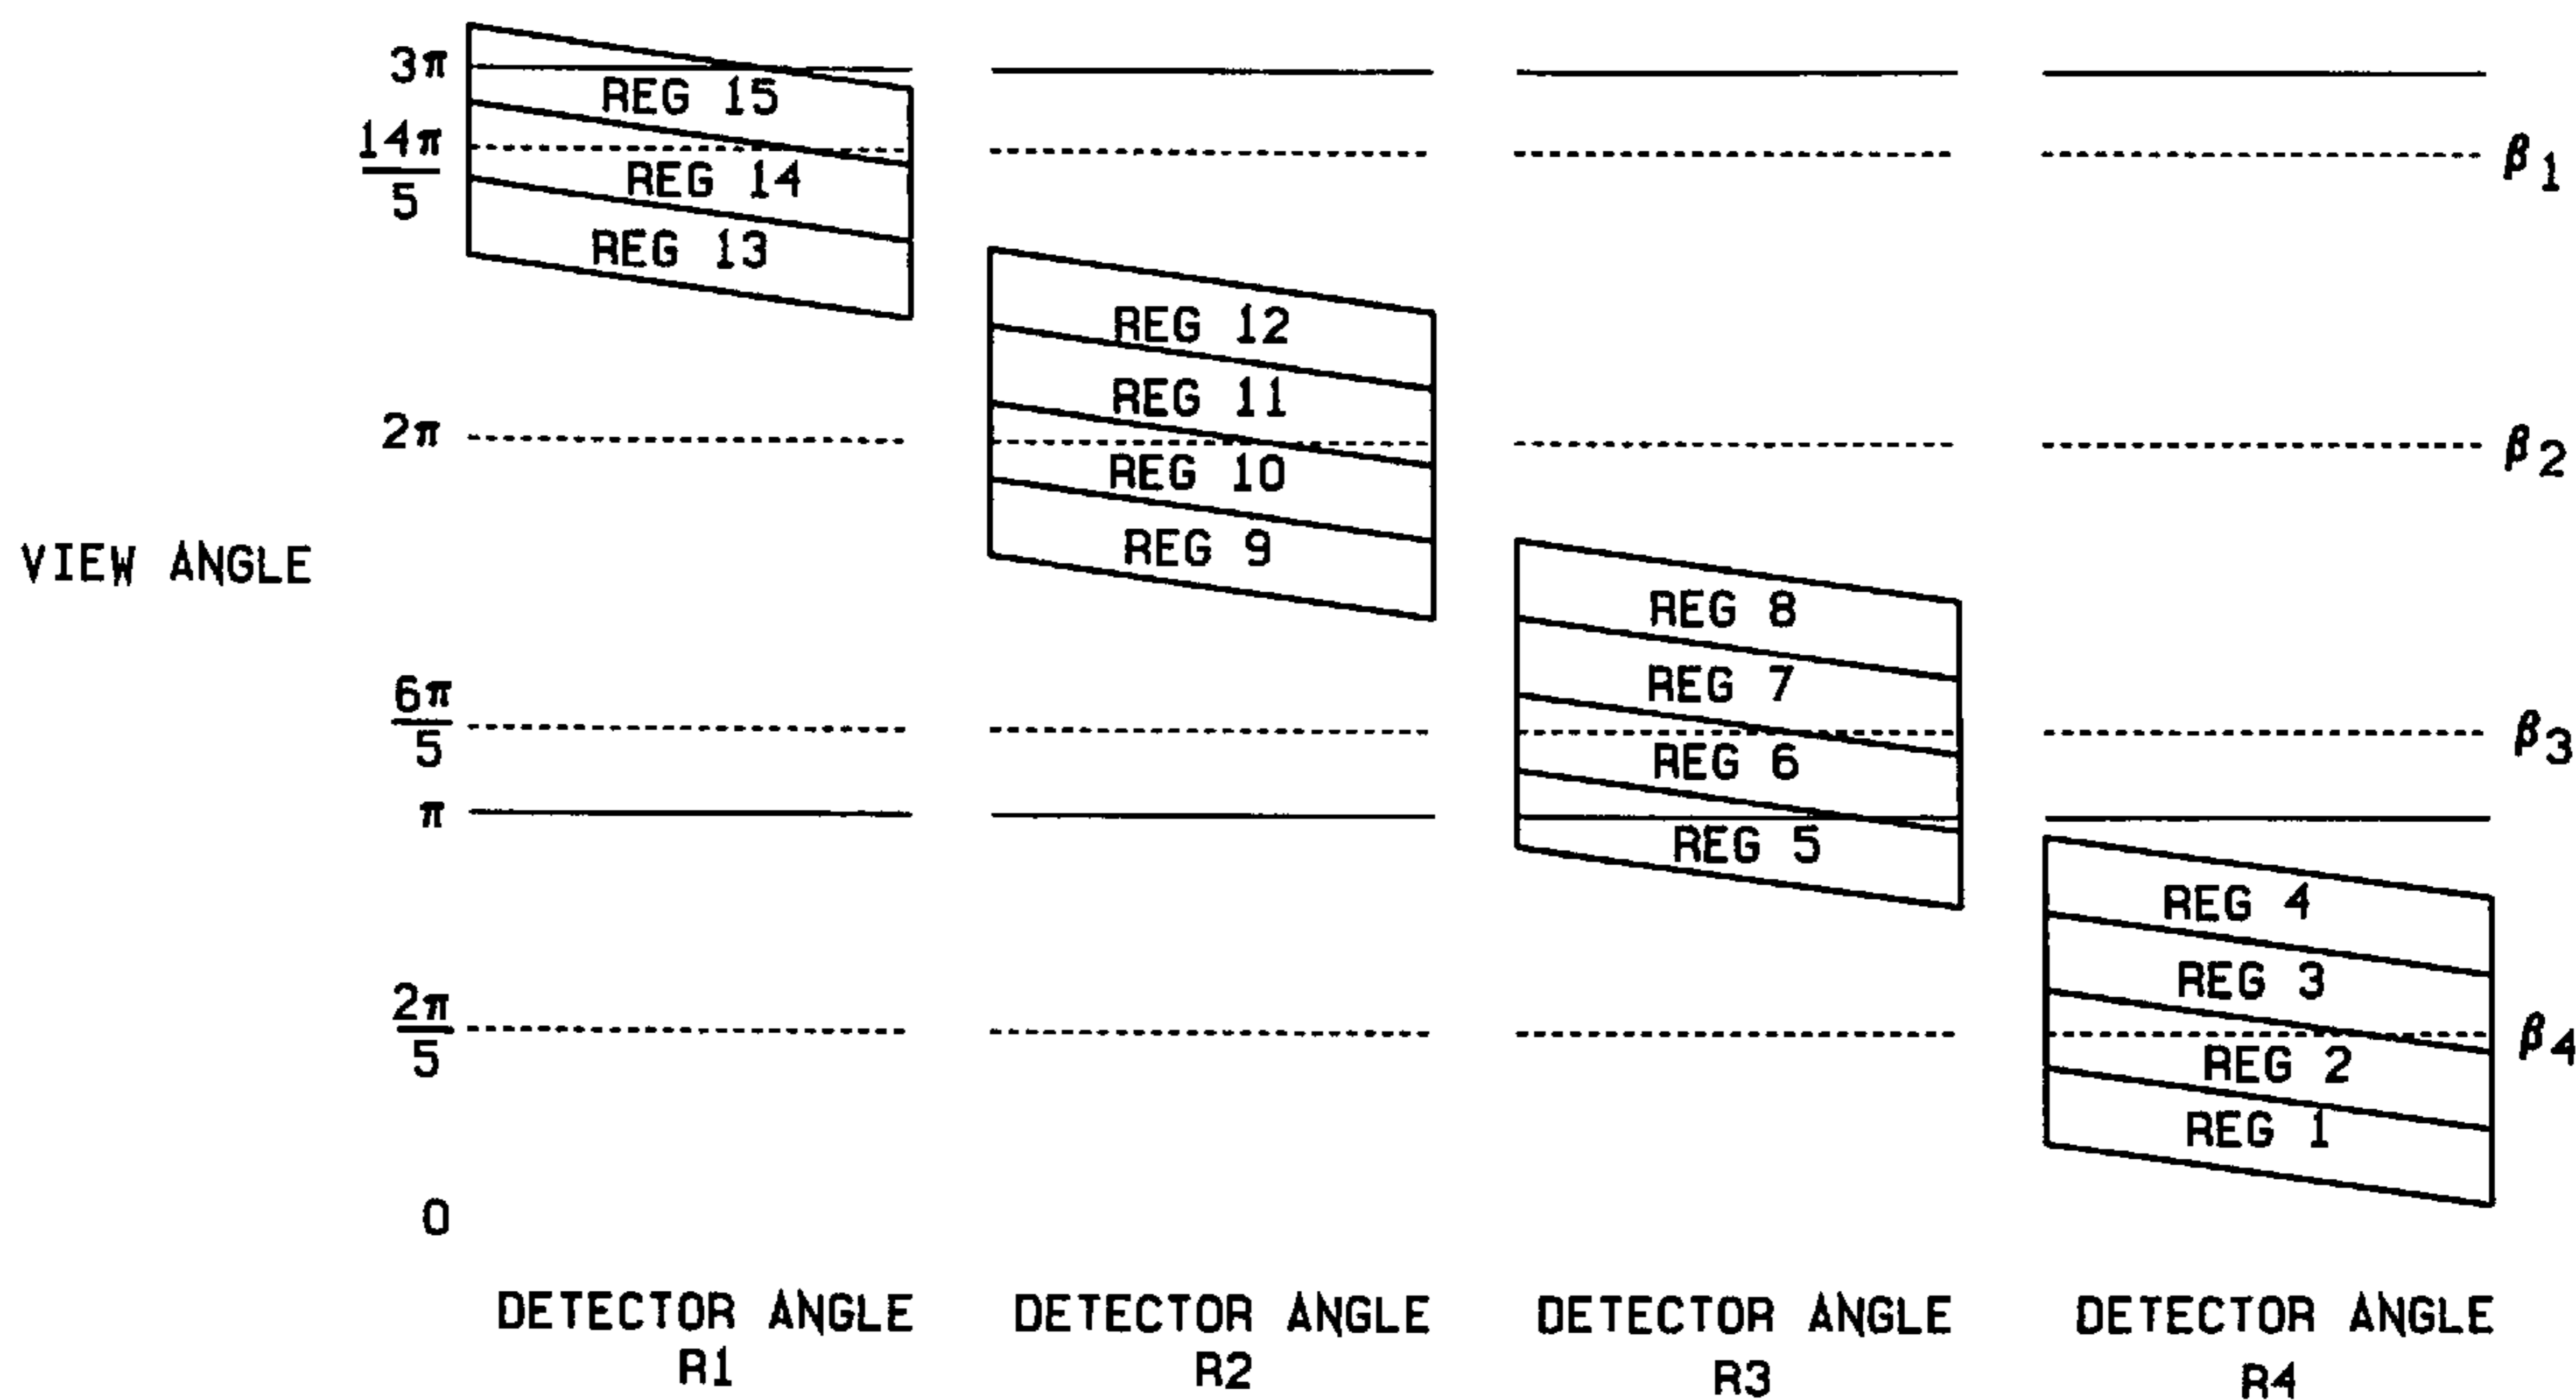 3π
REG 15
14π
5
β1
REG 14
REG 13
REG 12
REG 11
2π
β2
REG 10
REG 9
VIEW ANGLE
REG 8
REG 7
6π
5
β3
REG 6
π
REG 5
REG 4
REG 3
2π
5
β4
REG 2
REG 1
0
DETECTOR ANGLE
R1
DETECTOR ANGLE
R2
DETECTOR ANGLE
R3
DETECTOR ANGLE
R4